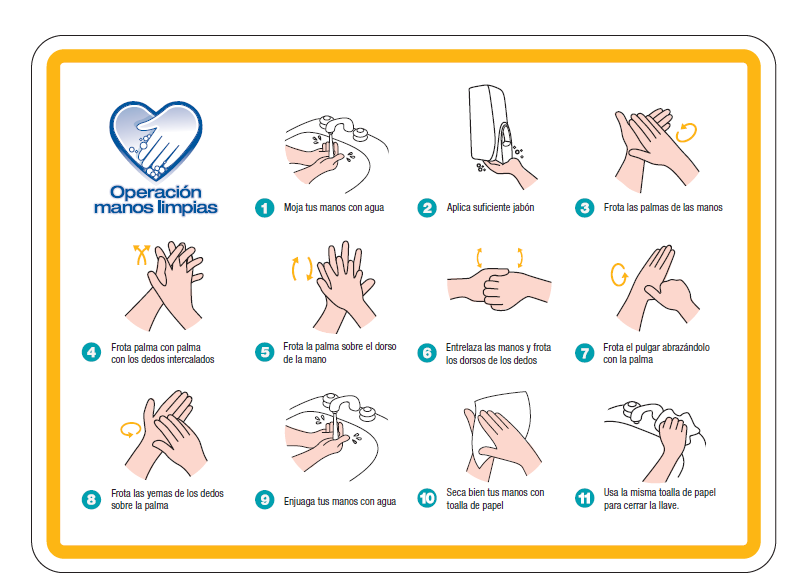 Operación
manos limpias
1 Moja tus manos con agua
2 Aplica suficiente jabón
3 Frota las palmas de las manos
4 Frota palma con palma
con los dedos intercalados
5 Frota la palma sobre el dorso
de la mano
6 Entrelaza las manos y frota
los dorsos de los dedos
7 Frota el pulgar abrazándolo
con la palma
8 Frota las yemas de los dedos
sobre la palma
9 Enjuaga tus manos con agua
10 Seca bien tus manos con
toalla de papel
11 Usa la misma toalla de papel
para cerrar la llave.